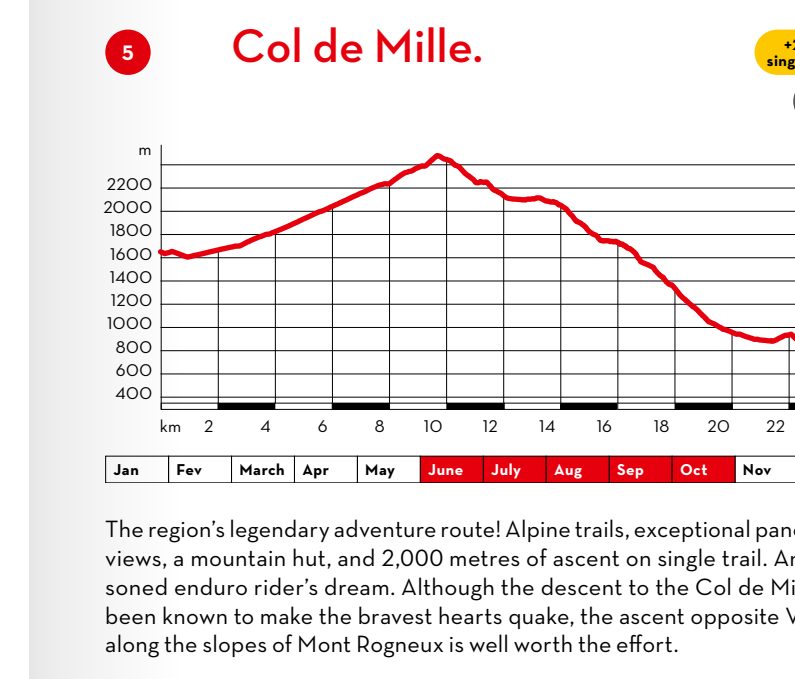 5 Col de Mille.
m
2200
2000
1800
1600
1400
1200
1000
800
600
400
km 2 4 6 8 10 12 14 16 18 20 22
Jan Fev March Apr May June July Aug Sep Oct Nov
The region's legendary adventure route! Alpine trails, exceptional
views, a mountain hut, and 2,000 metres of ascent on single trail.
soned enduro rider's dream. Although the descent to the Col de
been known to make the bravest hearts quake, the ascent opposite
along the slopes of Mont Rogneux is well worth the effort.